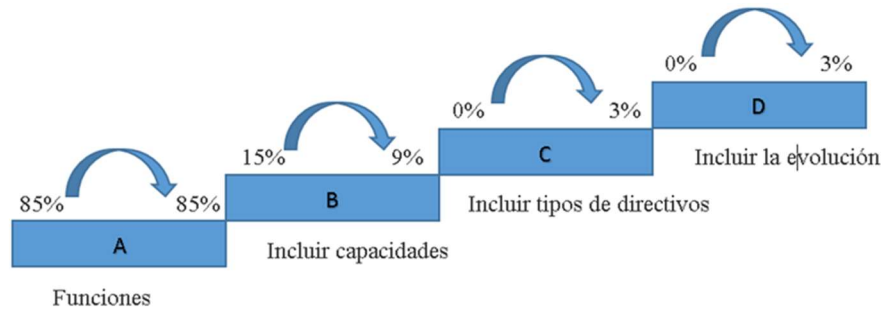 0% 3%
D
Incluir la evolución
0% 3%
C
Incluir tipos de directivos
15% 9%
B
Incluir capacidades
85% 85%
A
Funciones